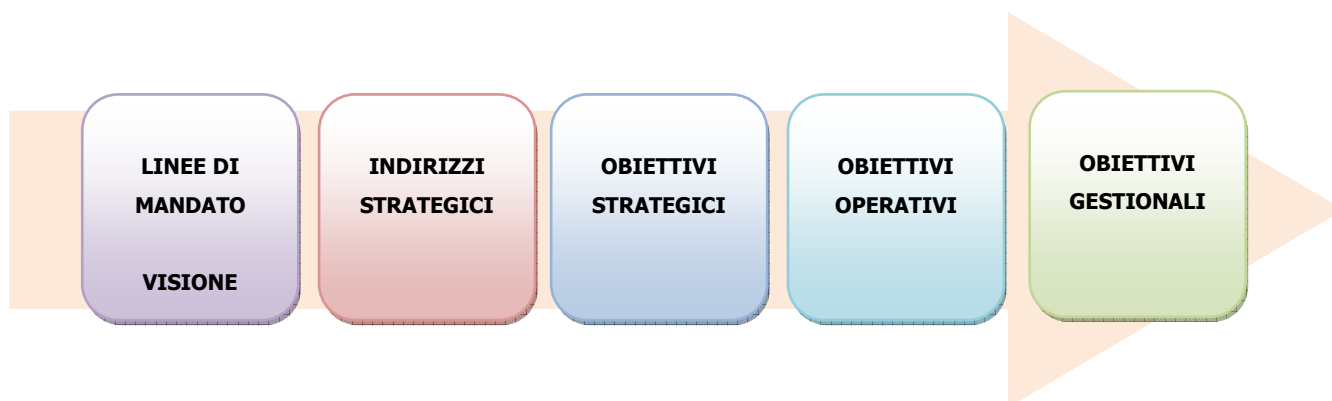 LINEE DI
MANDATO
VISIONE
INDIRIZZI
STRATEGICI
OBIETTIVI
STRATEGICI
OBIETTIVI
OPERATIVI
OBIETTIVI
GESTIONALI